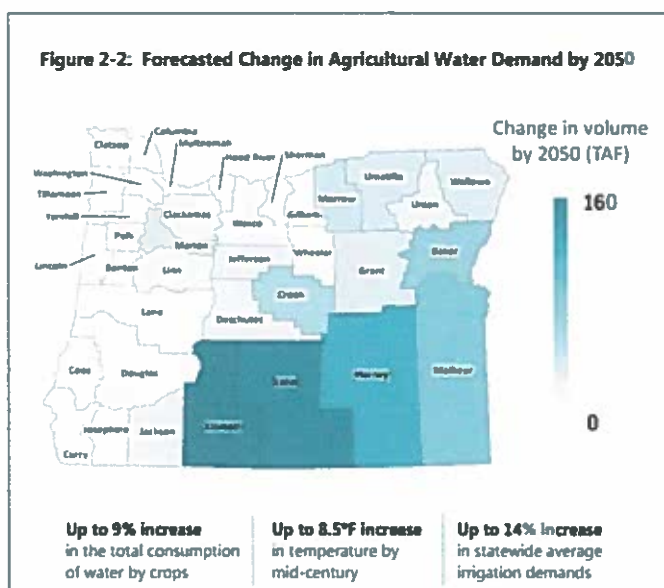 Figure 2-2: Forecasted Change in Agricultural Water Demand by 2050
Change in volume
by 2050 (TAF)
160
0
Clatsop
Columbia
Multnomah
Hood River
Sherman
Washington
Tillamook
Yamhill
Clackamas
Wasco
Gilliam
Morrow
Umatilla
Union
Wallowa
Polk
Marion
Lincoln
Benton
Linn
Jefferson
Wheeler
Grant
Baker
Crook
Lane
Deschutes
Coos
Douglas
Lake
Harney
Malheur
Klamath
Josephine
Jackson
Curry
Up to 9% increase
in the total consumption
of water by crops
Up to 8.5°F increase
in temperature by
mid-century
Up to 14% increase
in statewide average
irrigation demands